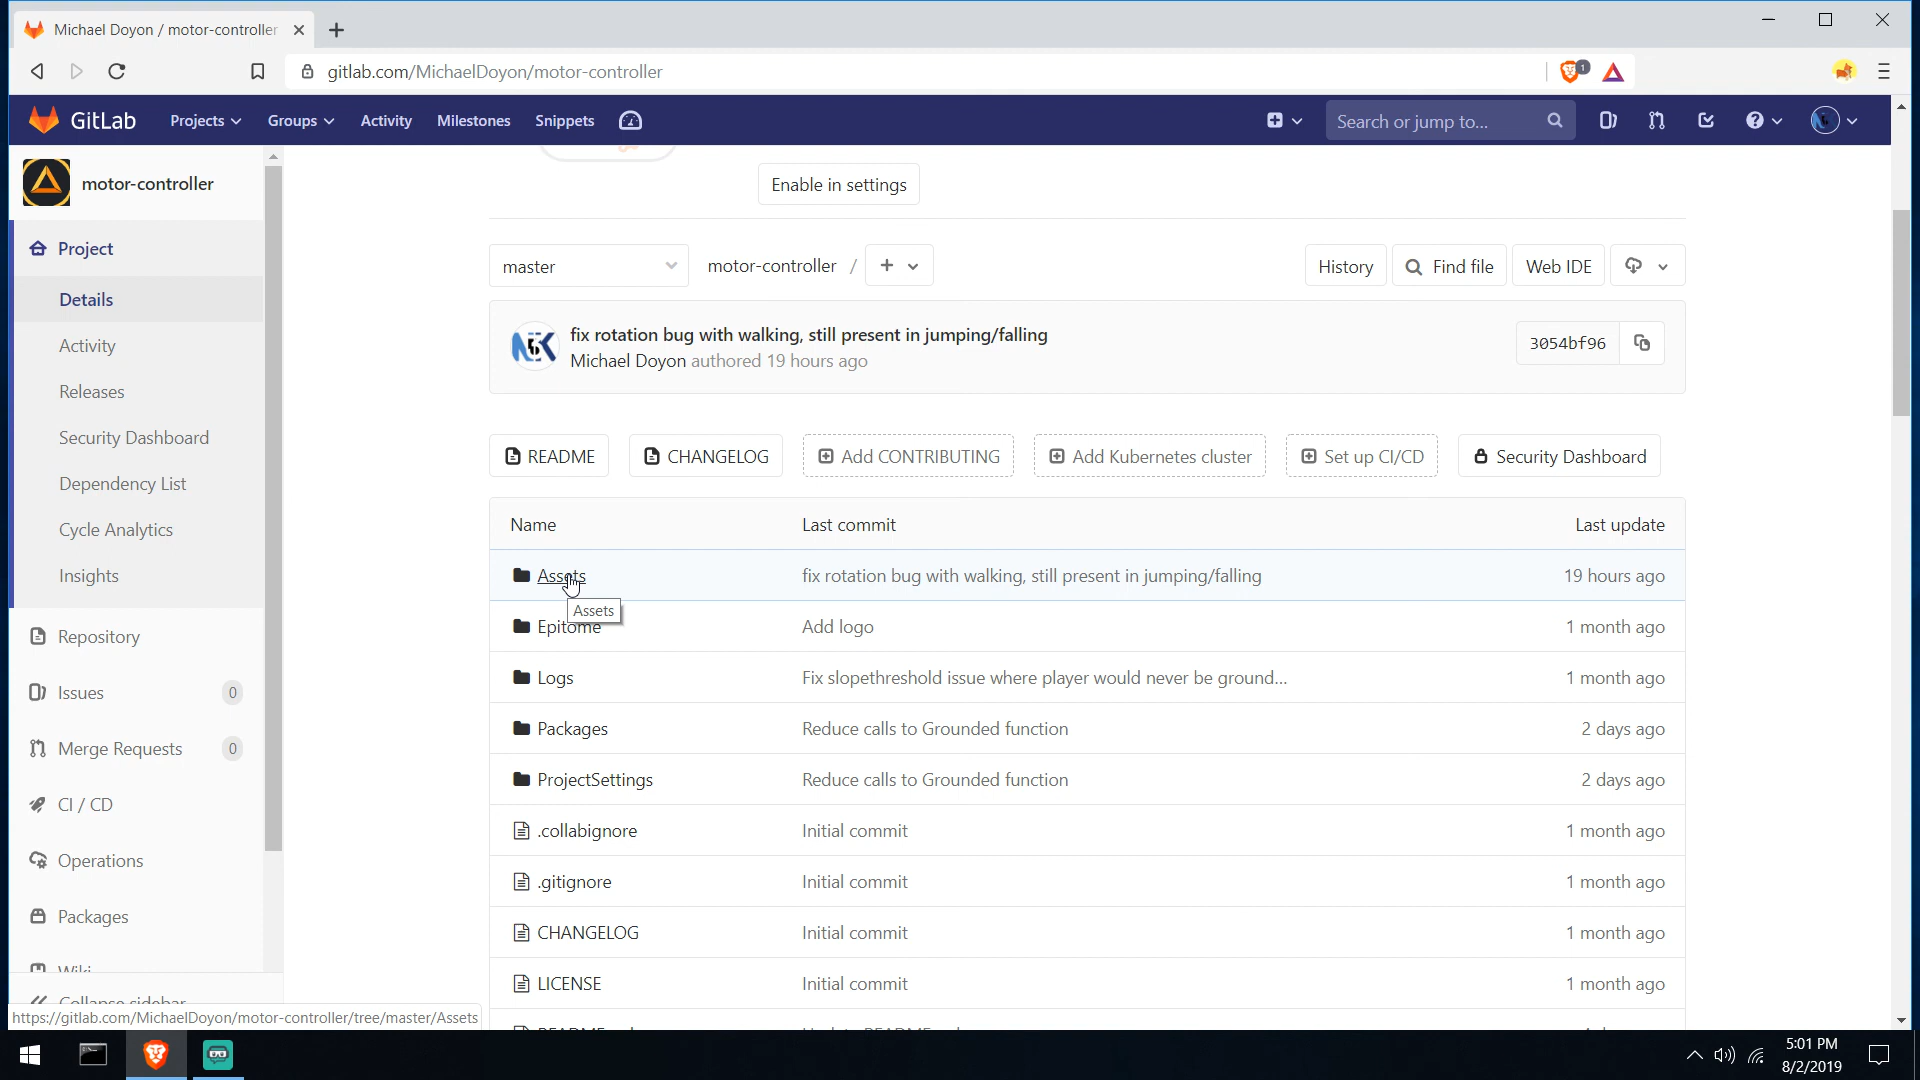 Michael Doyon / motor-controller
gitlab.com/MichaelDoyon/motor-controller
1
GitLab Projects Groups Activity Milestones Snippets Search or jump to...
motor-controller
Project
Details
Activity
Releases
Security Dashboard
Dependency List
Cycle Analytics
Insights
Repository
Issues 0
Merge Requests 0
CI / CD
Operations
Packages
Wiki
Collapse sidebar
https://gitlab.com/MichaelDoyon/motor-controller/tree/master/Assets
Enable in settings
master motor-controller / + History Find file Web IDE
fix rotation bug with walking, still present in jumping/falling
Michael Doyon authored 19 hours ago
3054bf96
README CHANGELOG Add CONTRIBUTING Add Kubernetes cluster Set up CI/CD Security Dashboard
Name Last commit Last update
Assets fix rotation bug with walking, still present in jumping/falling 19 hours ago
Assets
Epitome Add logo 1 month ago
Logs Fix slopethreshold issue where player would never be ground... 1 month ago
Packages Reduce calls to Grounded function 2 days ago
ProjectSettings Reduce calls to Grounded function 2 days ago
.collabignore Initial commit 1 month ago
.gitignore Initial commit 1 month ago
CHANGELOG Initial commit 1 month ago
LICENSE Initial commit 1 month ago
5:01 PM
8/2/2019